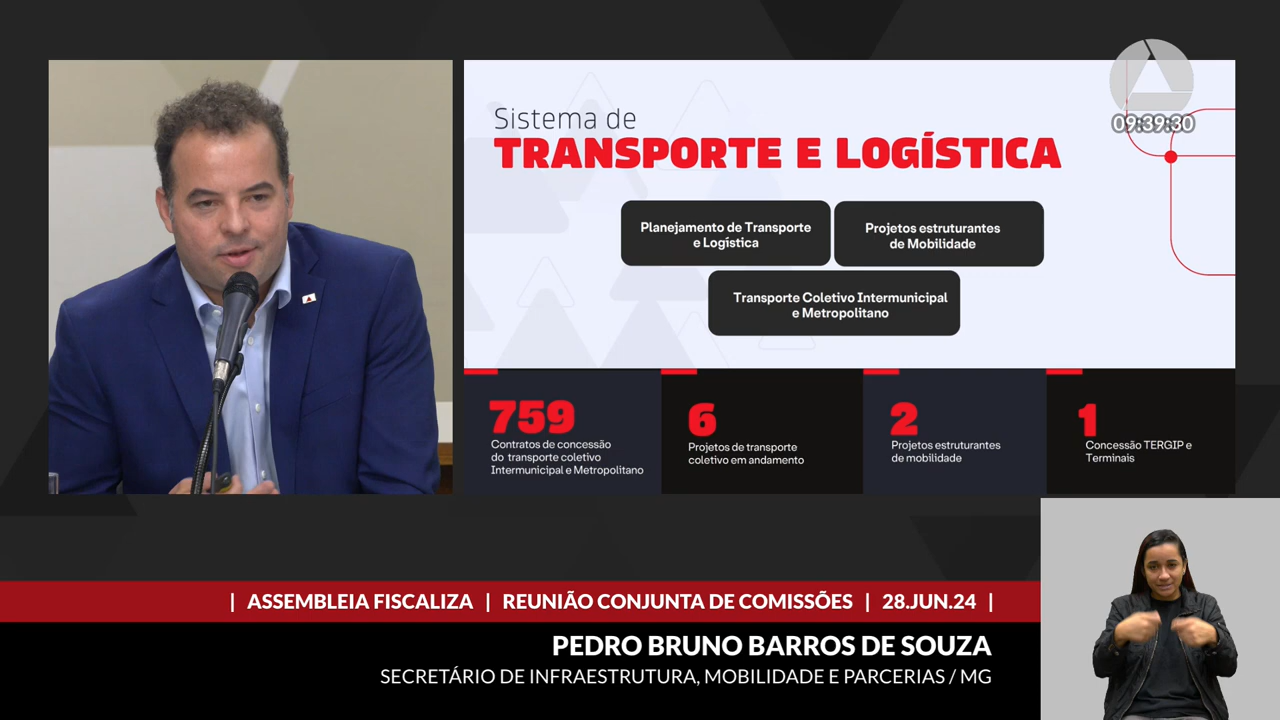 Sistema de
TRANSPORTE E LOGÍSTICA
09:39:30
Planejamento de Transporte
e Logística
Projetos estruturantes
de Mobilidade
Transporte Coletivo Intermunicipal
e Metropolitano
759
Contratos de concessão
do transporte coletivo
Intermunicipal e Metropolitano
6
Projetos de transporte
coletivo em andamento
2
Projetos estruturantes
de mobilidade
1
Concessão TERGIP e
Terminais
| ASSEMBLEIA FISCALIZA | REUNIÃO CONJUNTA DE COMISSÕES | 28.JUN.24 |
PEDRO BRUNO BARROS DE SOUZA
SECRETÁRIO DE INFRAESTRUTURA, MOBILIDADE E PARCERIAS / MG